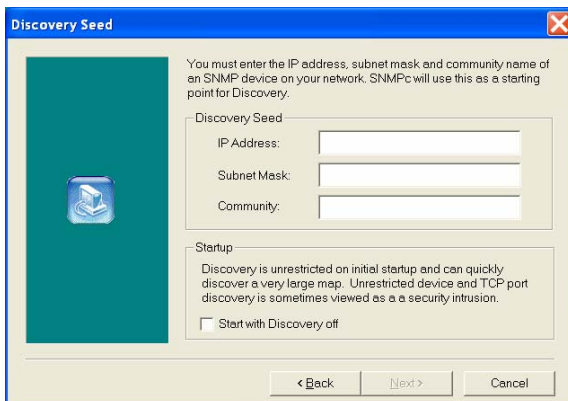 Discovery Seed
You must enter the IP address, subnet mask and community name of
an SNMP device on your network. SNMPc will use this as a starting
point for Discovery.
Discovery Seed
IP Address:
Subnet Mask:
Community:
Startup
Discovery is unrestricted on initial startup and can quickly
discover a very large map. Unrestricted device and TCP port
discovery is sometimes viewed as a a security intrusion.
Start with Discovery off
< Back
Next >
Cancel